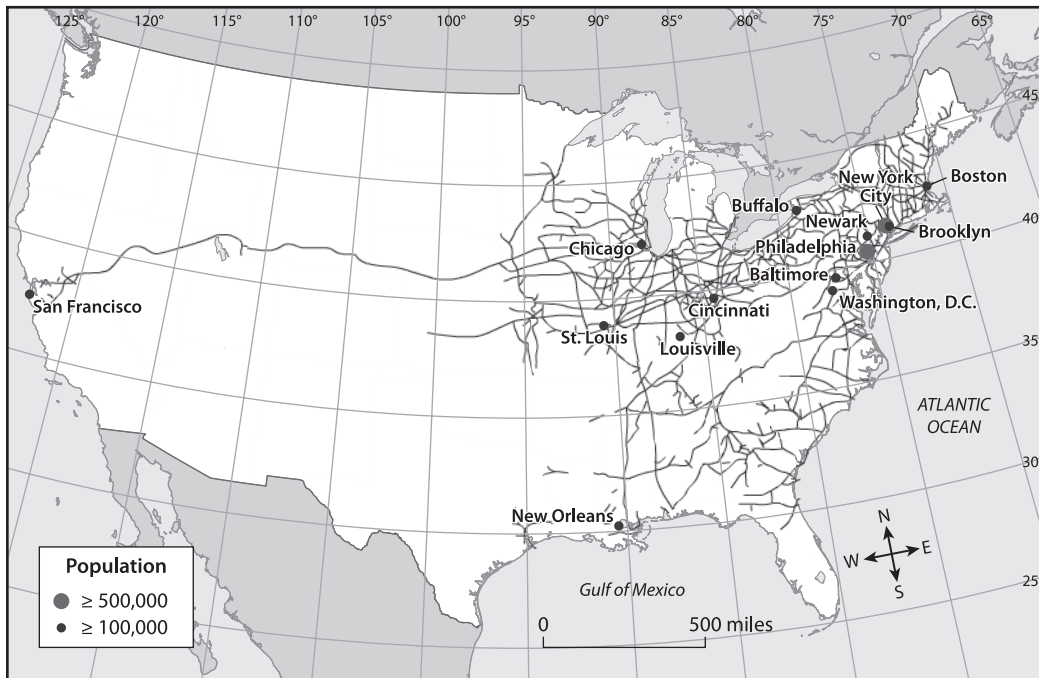 125°
120°
115°
110°
105°
100°
95°
90°
85°
80°
75°
70°
65°
45°
40°
35°
30°
25°
New York
City
Boston
Buffalo
Newark
Brooklyn
Chicago
Philadelphia
Baltimore
Washington, D.C.
San Francisco
Cincinnati
St. Louis
Louisville
ATLANTIC
OCEAN
New Orleans
N
W
E
S
Gulf of Mexico
Population
≥ 500,000
≥ 100,000
0
500 miles